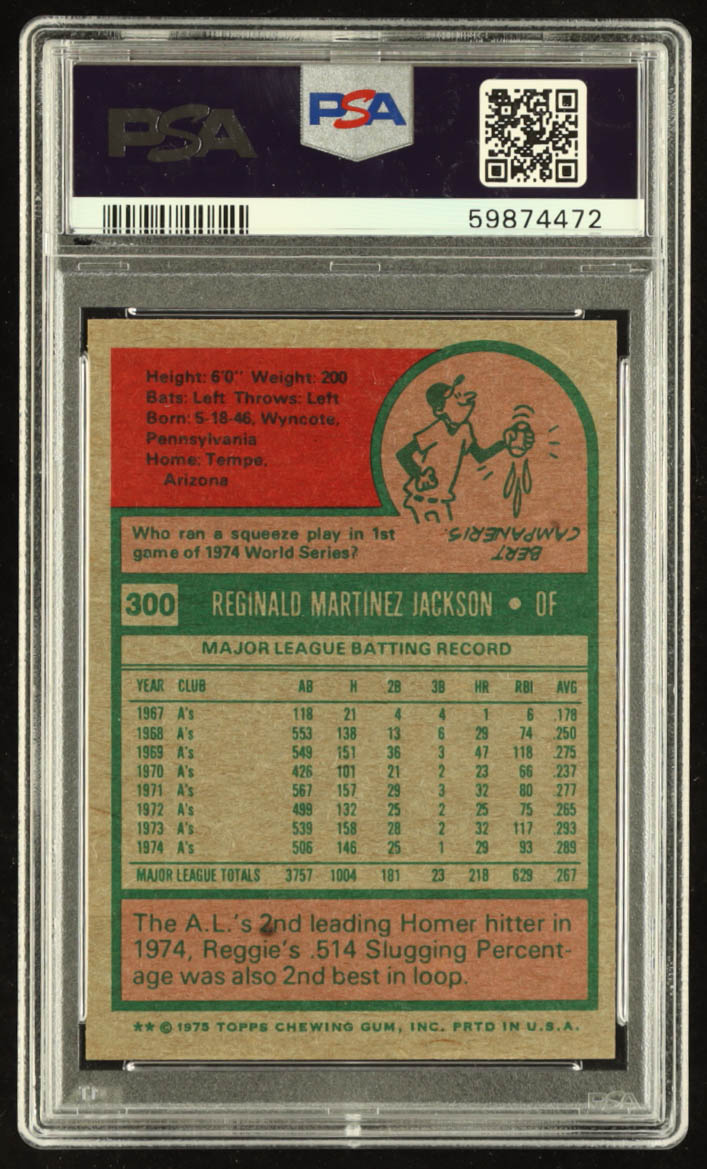 PSA
PSA
59874472
Height: 6'0" Weight: 200
Bats: Left Throws: Left
Born: 5-18-46, Wyncote,
Pennsylvania
Home: Tempe,
Arizona
Who ran a squeeze play in 1st
game of 1974 World Series?
BERT
CAMPANERIS.
300 REGINALD MARTINEZ JACKSON • OF
MAJOR LEAGUE BATTING RECORD
YEAR CLUB AB H 2B 3B HR RBI AVG
1967 A's 118 21 4 4 1 6 .178
1968 A's 553 138 13 6 29 74 .250
1969 A's 549 151 36 3 47 118 .275
1970 A's 426 101 21 2 23 66 .237
1971 A's 567 157 29 3 32 80 .277
1972 A's 499 132 25 2 25 75 .265
1973 A's 539 158 28 2 32 117 .293
1974 A's 506 146 25 1 29 93 .289
MAJOR LEAGUE TOTALS 3757 1004 181 23 218 629 .267
The A.L.'s 2nd leading Homer hitter in
1974, Reggie's .514 Slugging Percent-
age was also 2nd best in loop.
** © 1975 TOPPS CHEWING GUM, INC. PRTD IN U.S.A.
PSA